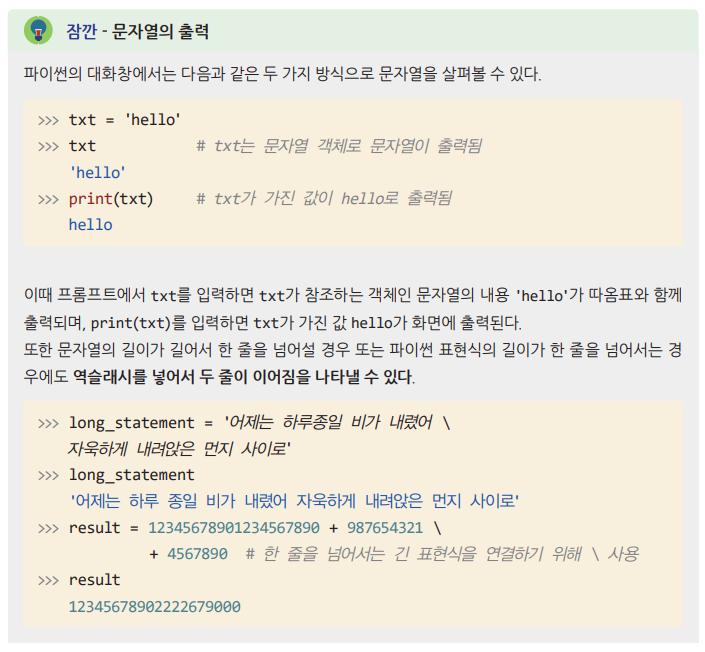 잠깐 - 문자열의 출력
파이썬의 대화창에서는 다음과 같은 두 가지 방식으로 문자열을 살펴볼 수 있다.
>>> txt = 'hello'
>>> txt # txt는 문자열 객체로 문자열이 출력됨
'hello'
>>> print(txt) # txt가 가진 값이 hello로 출력됨
hello
이때 프롬프트에서 txt를 입력하면 txt가 참조하는 객체인 문자열의 내용 'hello'가 따옴표와 함께
출력되며, print(txt)를 입력하면 txt가 가진 값 hello가 화면에 출력된다.
또한 문자열의 길이가 길어서 한 줄을 넘어설 경우 또는 파이썬 표현식의 길이가 한 줄을 넘어서는 경
우에도 역슬래시를 넣어서 두 줄이 이어짐을 나타낼 수 있다.
>>> long_statement = '어제는 하루종일 비가 내렸어 \
자욱하게 내려앉은 먼지 사이로'
>>> long_statement
'어제는 하루 종일 비가 내렸어 자욱하게 내려앉은 먼지 사이로'
>>> result = 12345678901234567890 + 987654321 \
+ 4567890 # 한 줄을 넘어서는 긴 표현식을 연결하기 위해 \ 사용
>>> result
12345678902222679000